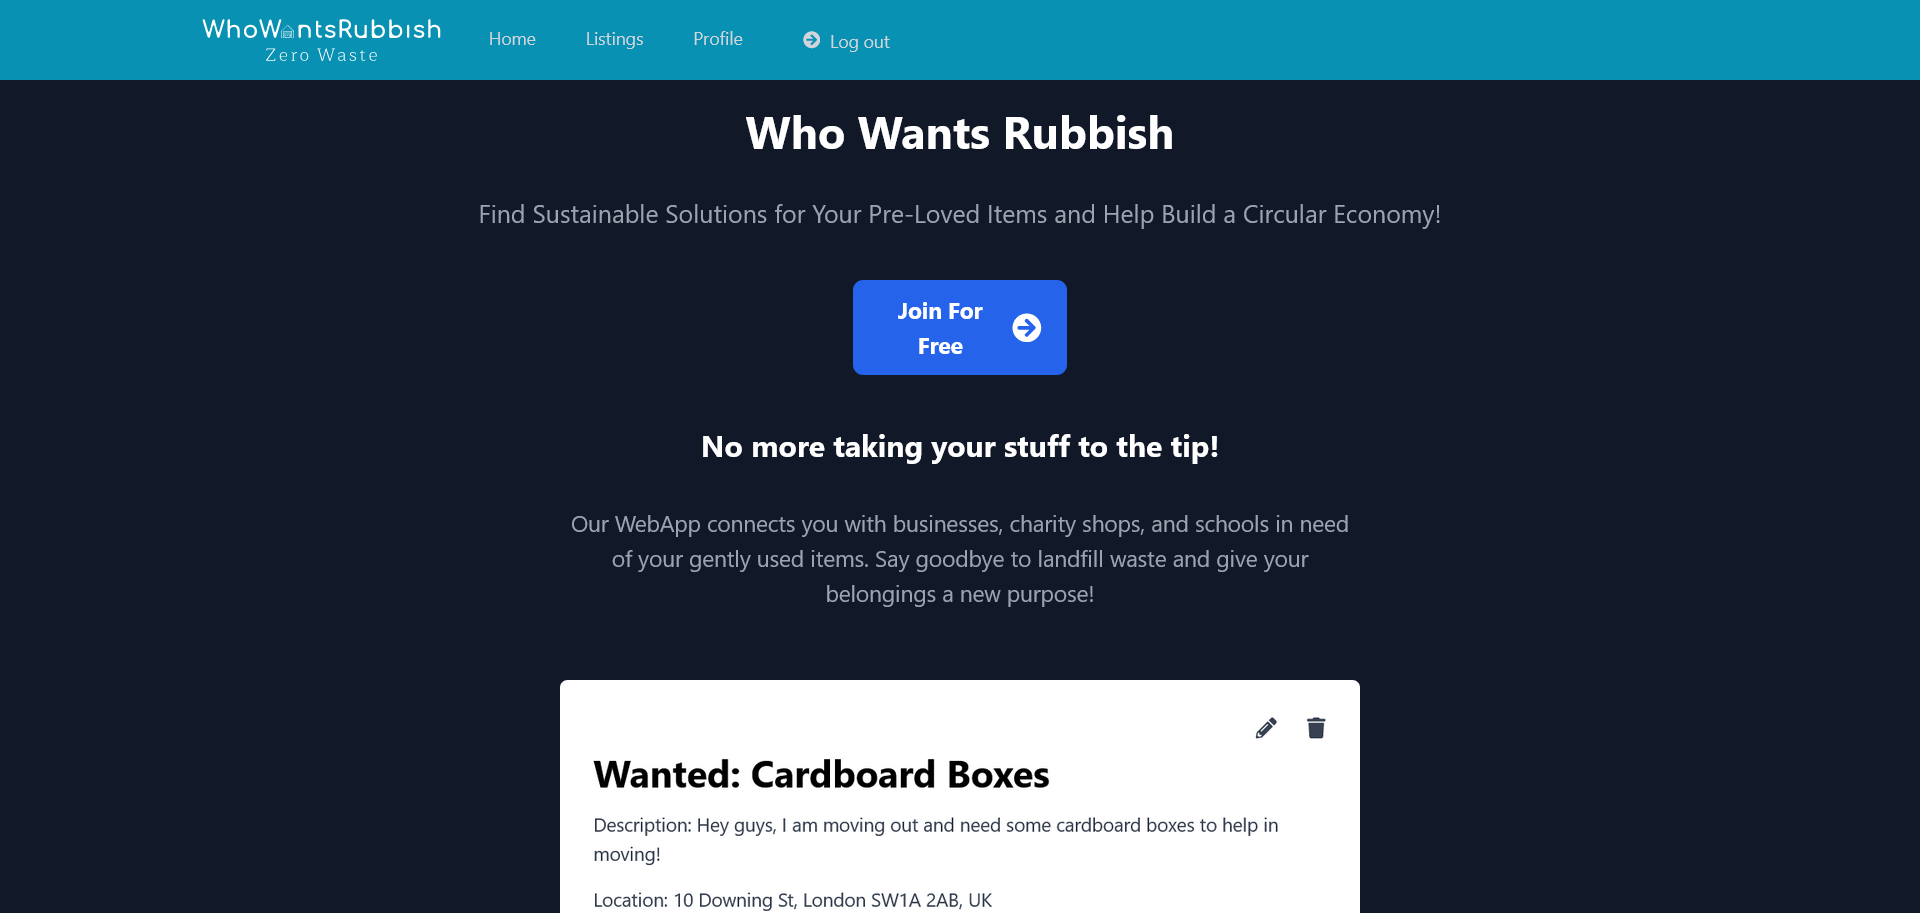 WhoWantsRubbish
Zero Waste
Home
Listings
Profile
Log out
Who Wants Rubbish
Find Sustainable Solutions for Your Pre-Loved Items and Help Build a Circular Economy!
Join For
Free
No more taking your stuff to the tip!
Our WebApp connects you with businesses, charity shops, and schools in need
of your gently used items. Say goodbye to landfill waste and give your
belongings a new purpose!
Wanted: Cardboard Boxes
Description: Hey guys, I am moving out and need some cardboard boxes to help in
moving!
Location: 10 Downing St, London SW1A 2AB, UK